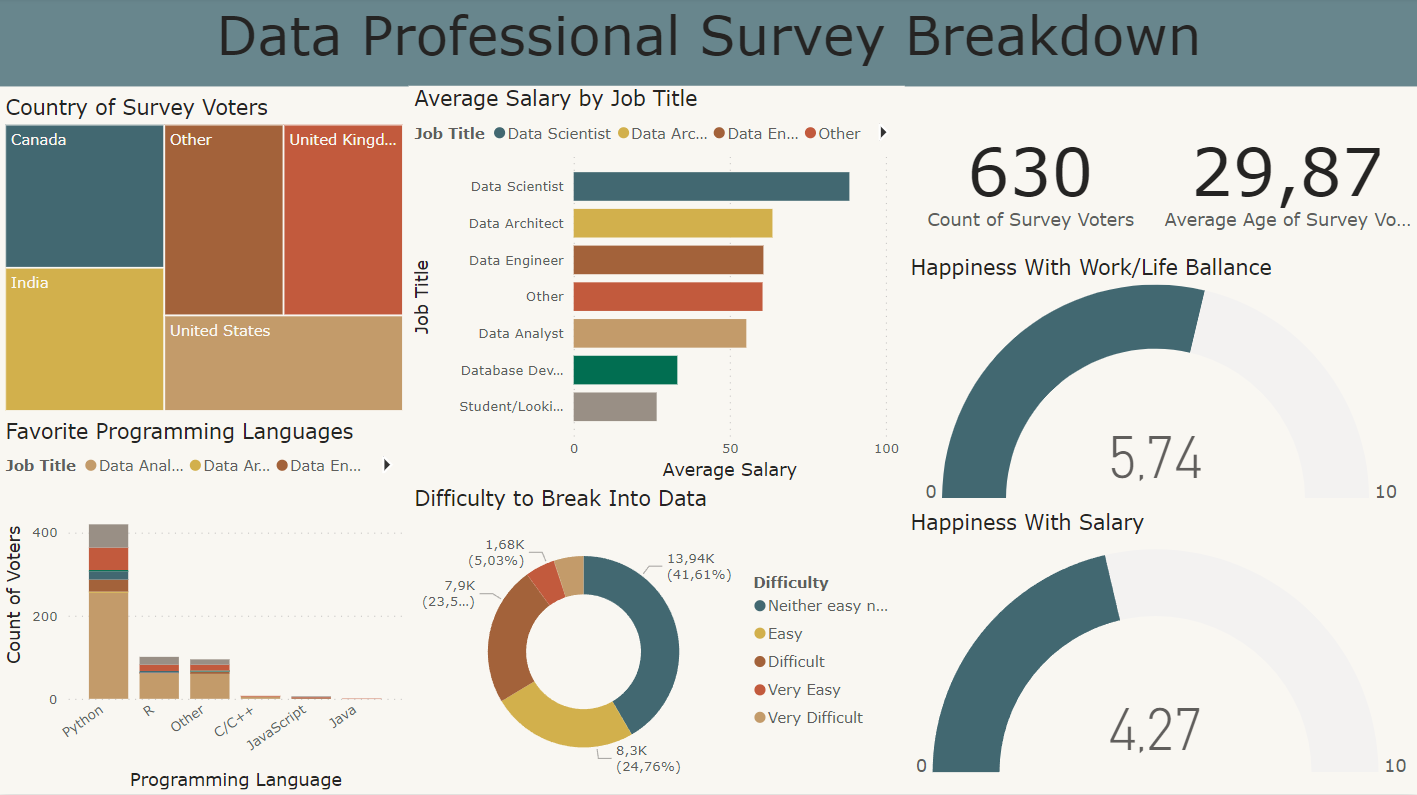 Data Professional Survey Breakdown
Country of Survey Voters
Canada
Other
United Kingd...
India
United States
Average Salary by Job Title
Job Title Data Scientist Data Arc... Data En... Other
Job Title
Data Scientist
Data Architect
Data Engineer
Other
Data Analyst
Database Dev...
Student/Looki...
0 50 100
Average Salary
630
Count of Survey Voters
29,87
Average Age of Survey Vo...
Happiness With Work/Life Ballance
5,74
0 10
Favorite Programming Languages
Job Title Data Anal... Data Ar... Data En...
Count of Voters
400
200
0
Python R Other C/C++ JavaScript Java
Programming Language
Difficulty to Break Into Data
1,68K
(5,03%)
13,94K
(41,61%)
7,9K
(23,5...)
8,3K
(24,76%)
Difficulty
Neither easy n...
Easy
Difficult
Very Easy
Very Difficult
Happiness With Salary
4,27
0 10